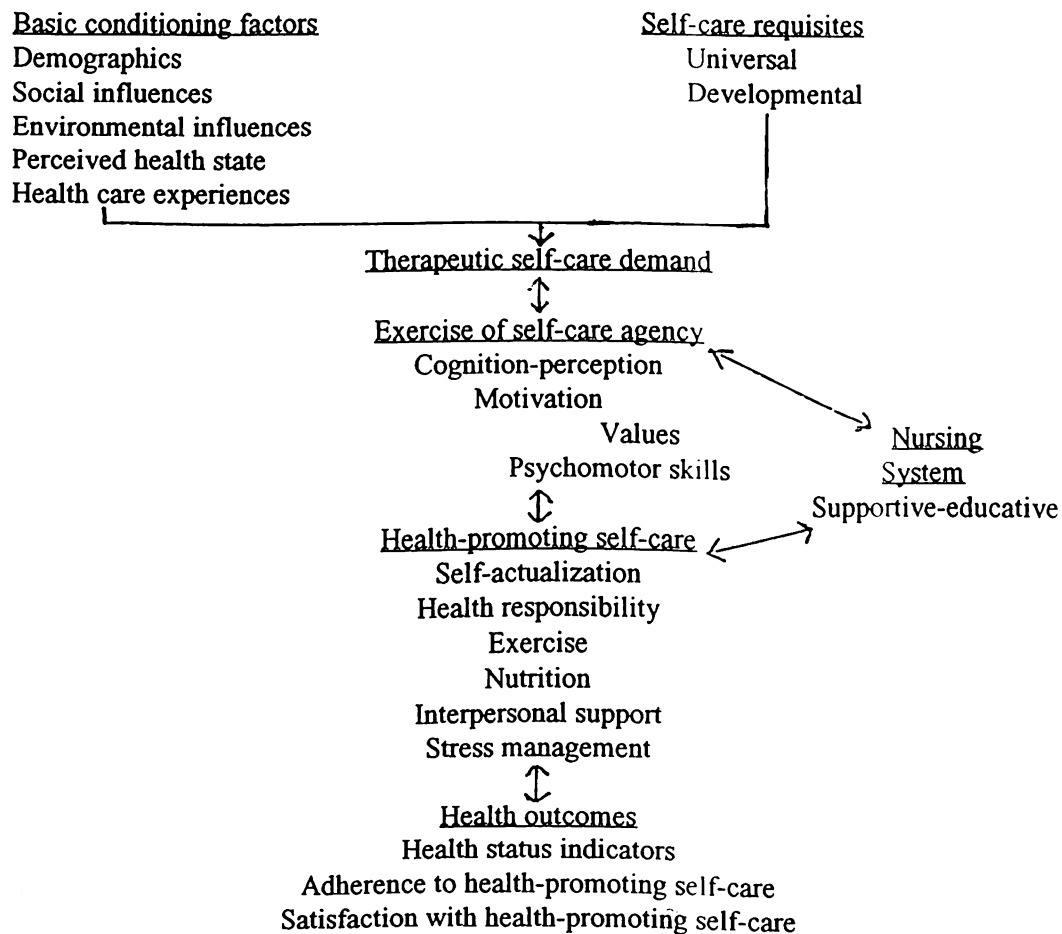 Basic conditioning factors
Demographics
Social influences
Environmental influences
Perceived health state
Health care experiences
Self-care requisites
Universal
Developmental
Therapeutic self-care demand
Exercise of self-care agency
Cognition-perception
Motivation
Values
Psychomotor skills
Nursing
System
Supportive-educative
Health-promoting self-care
Self-actualization
Health responsibility
Exercise
Nutrition
Interpersonal support
Stress management
Health outcomes
Health status indicators
Adherence to health-promoting self-care
Satisfaction with health-promoting self-care